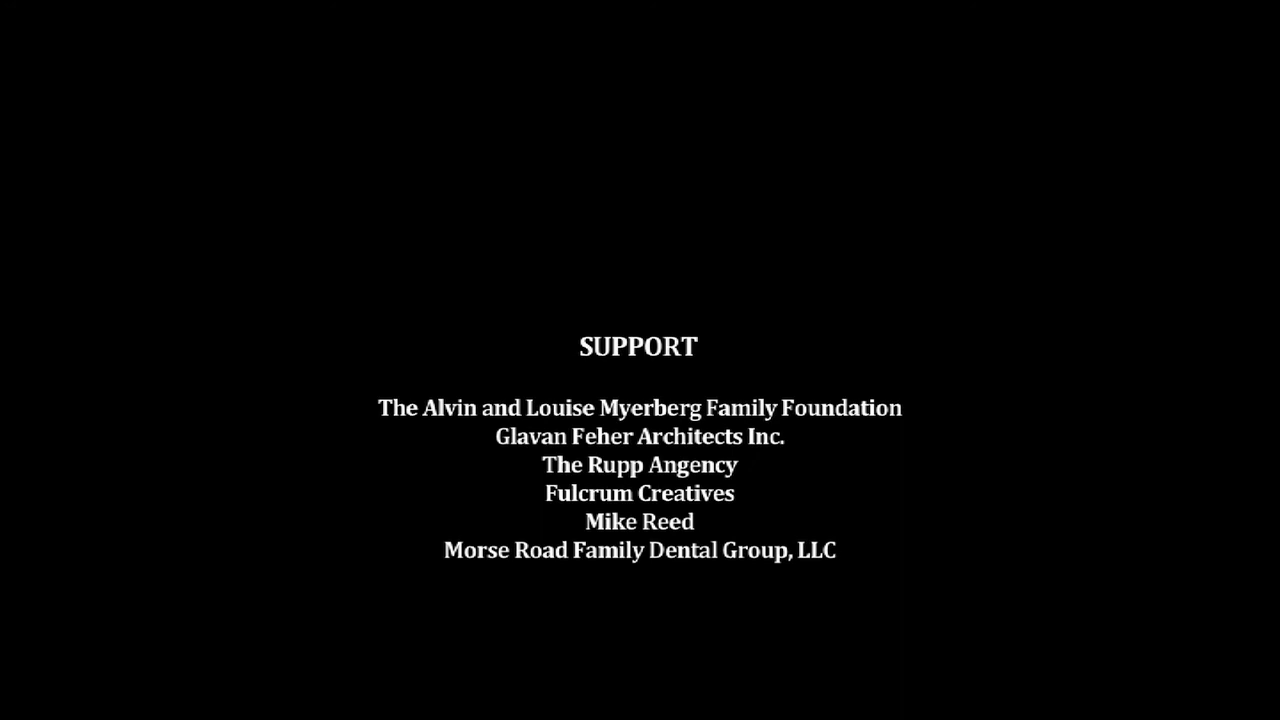 SUPPORT
The Alvin and Louise Myerberg Family Foundation
Glavan Feher Architects Inc.
The Rupp Angency
Fulcrum Creatives
Mike Reed
Morse Road Family Dental Group, LLC